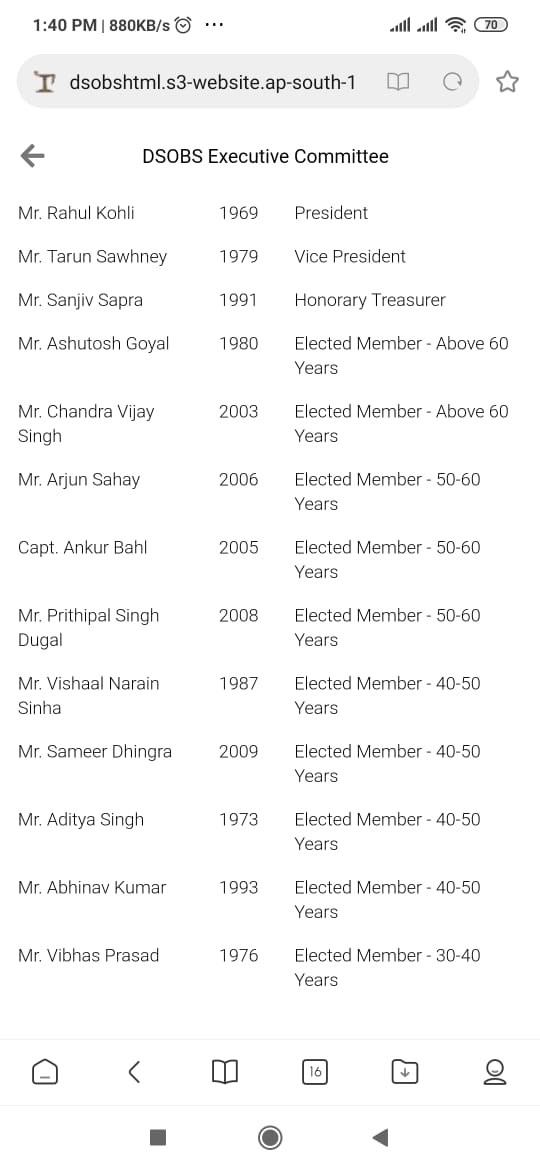 1:40 PM | 880KB/s ...
70
dsobshtml.s3-website.ap-south-1
DSOBS Executive Committee
Mr. Rahul Kohli 1969 President
Mr. Tarun Sawhney 1979 Vice President
Mr. Sanjiv Sapra 1991 Honorary Treasurer
Mr. Ashutosh Goyal 1980 Elected Member - Above 60
Years
Mr. Chandra Vijay 2003 Elected Member - Above 60
Singh Years
Mr. Arjun Sahay 2006 Elected Member - 50-60
Years
Capt. Ankur Bahl 2005 Elected Member - 50-60
Years
Mr. Prithipal Singh 2008 Elected Member - 50-60
Dugal Years
Mr. Vishaal Narain 1987 Elected Member - 40-50
Sinha Years
Mr. Sameer Dhingra 2009 Elected Member - 40-50
Years
Mr. Aditya Singh 1973 Elected Member - 40-50
Years
Mr. Abhinav Kumar 1993 Elected Member - 40-50
Years
Mr. Vibhas Prasad 1976 Elected Member - 30-40
Years
16